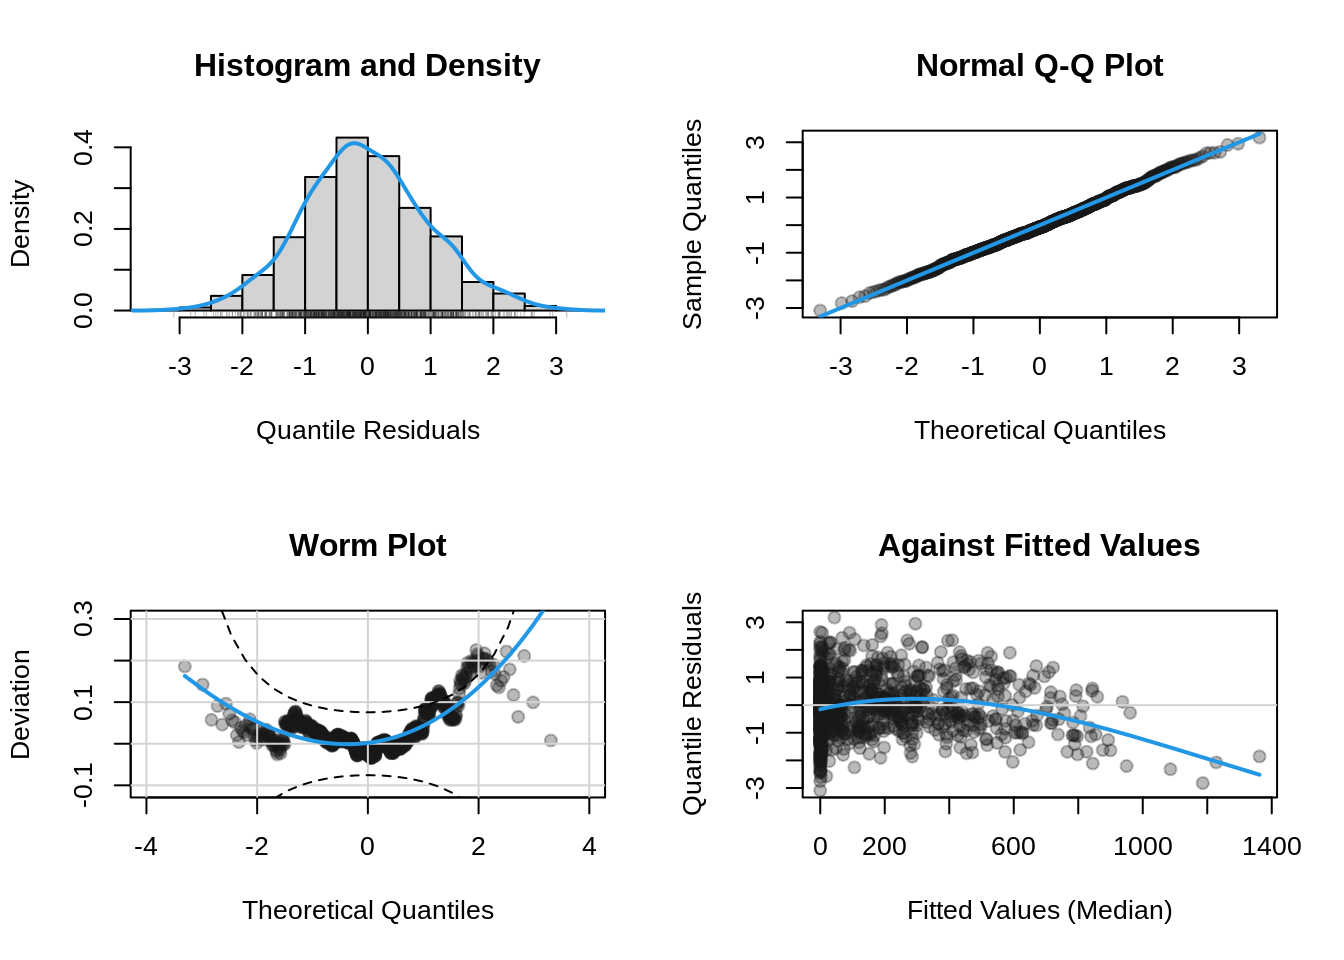 Histogram and Density
Density
0.0 0.2 0.4
-3 -2 -1 0 1 2 3
Quantile Residuals
Normal Q-Q Plot
Sample Quantiles
-3 -1 1 3
-3 -2 -1 0 1 2 3
Theoretical Quantiles
Worm Plot
Deviation
-0.1 0.1 0.3
-4 -2 0 2 4
Theoretical Quantiles
Against Fitted Values
Quantile Residuals
-3 -1 1 3
0 200 600 1000 1400
Fitted Values (Median)